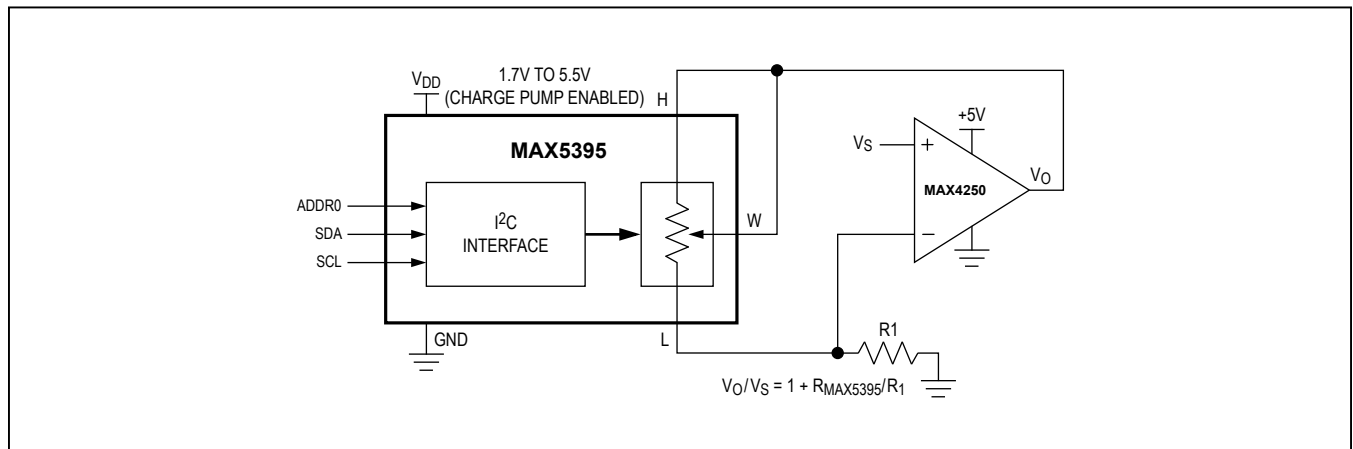 VDD
1.7V TO 5.5V
(CHARGE PUMP ENABLED)
H
MAX5395
ADDR0
SDA
SCL
I2C
INTERFACE
W
GND
L
+5V
VS
+
MAX4250
−
VO
R1
VO/VS = 1 + RMAX5395/R1